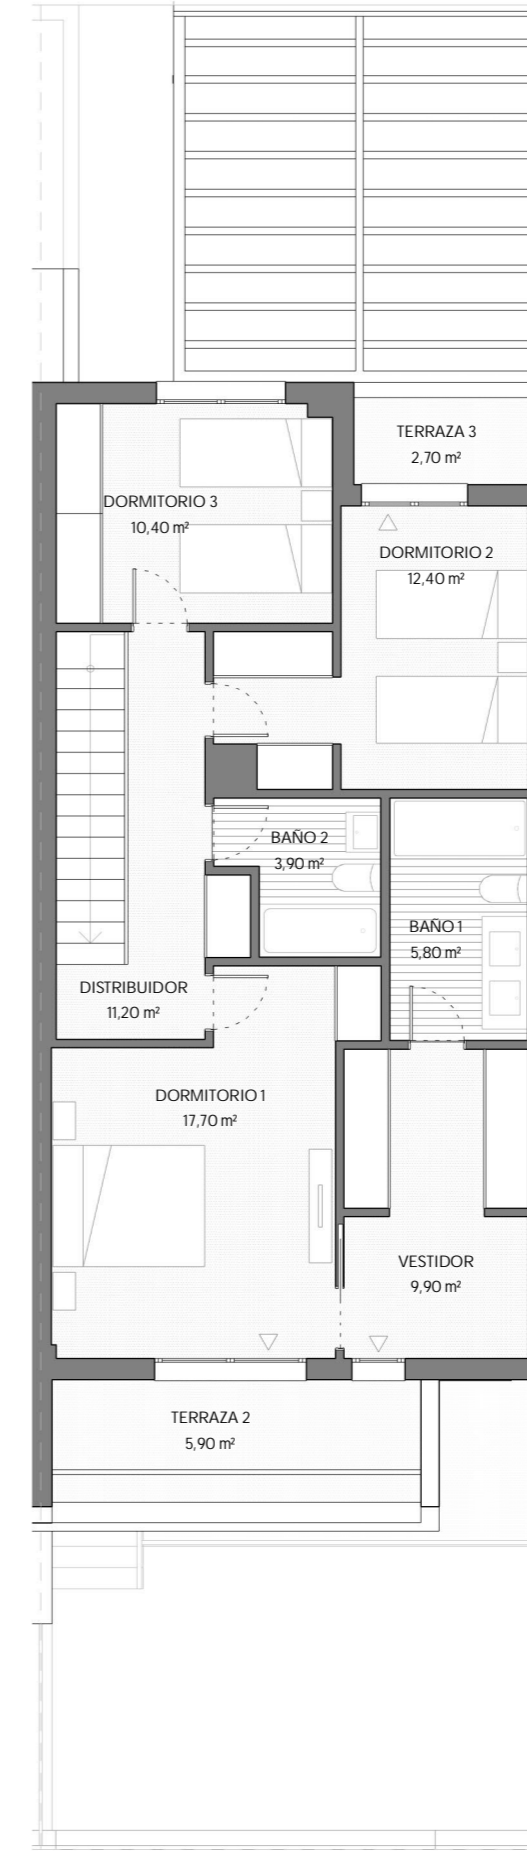 TERRAZA 3
2,70 m²
DORMITORIO 3
10,40 m²
DORMITORIO 2
12,40 m²
BAÑO 2
3,90 m²
BAÑO 1
5,80 m²
DISTRIBUIDOR
11,20 m²
DORMITORIO 1
17,70 m²
VESTIDOR
9,90 m²
TERRAZA 2
5,90 m²